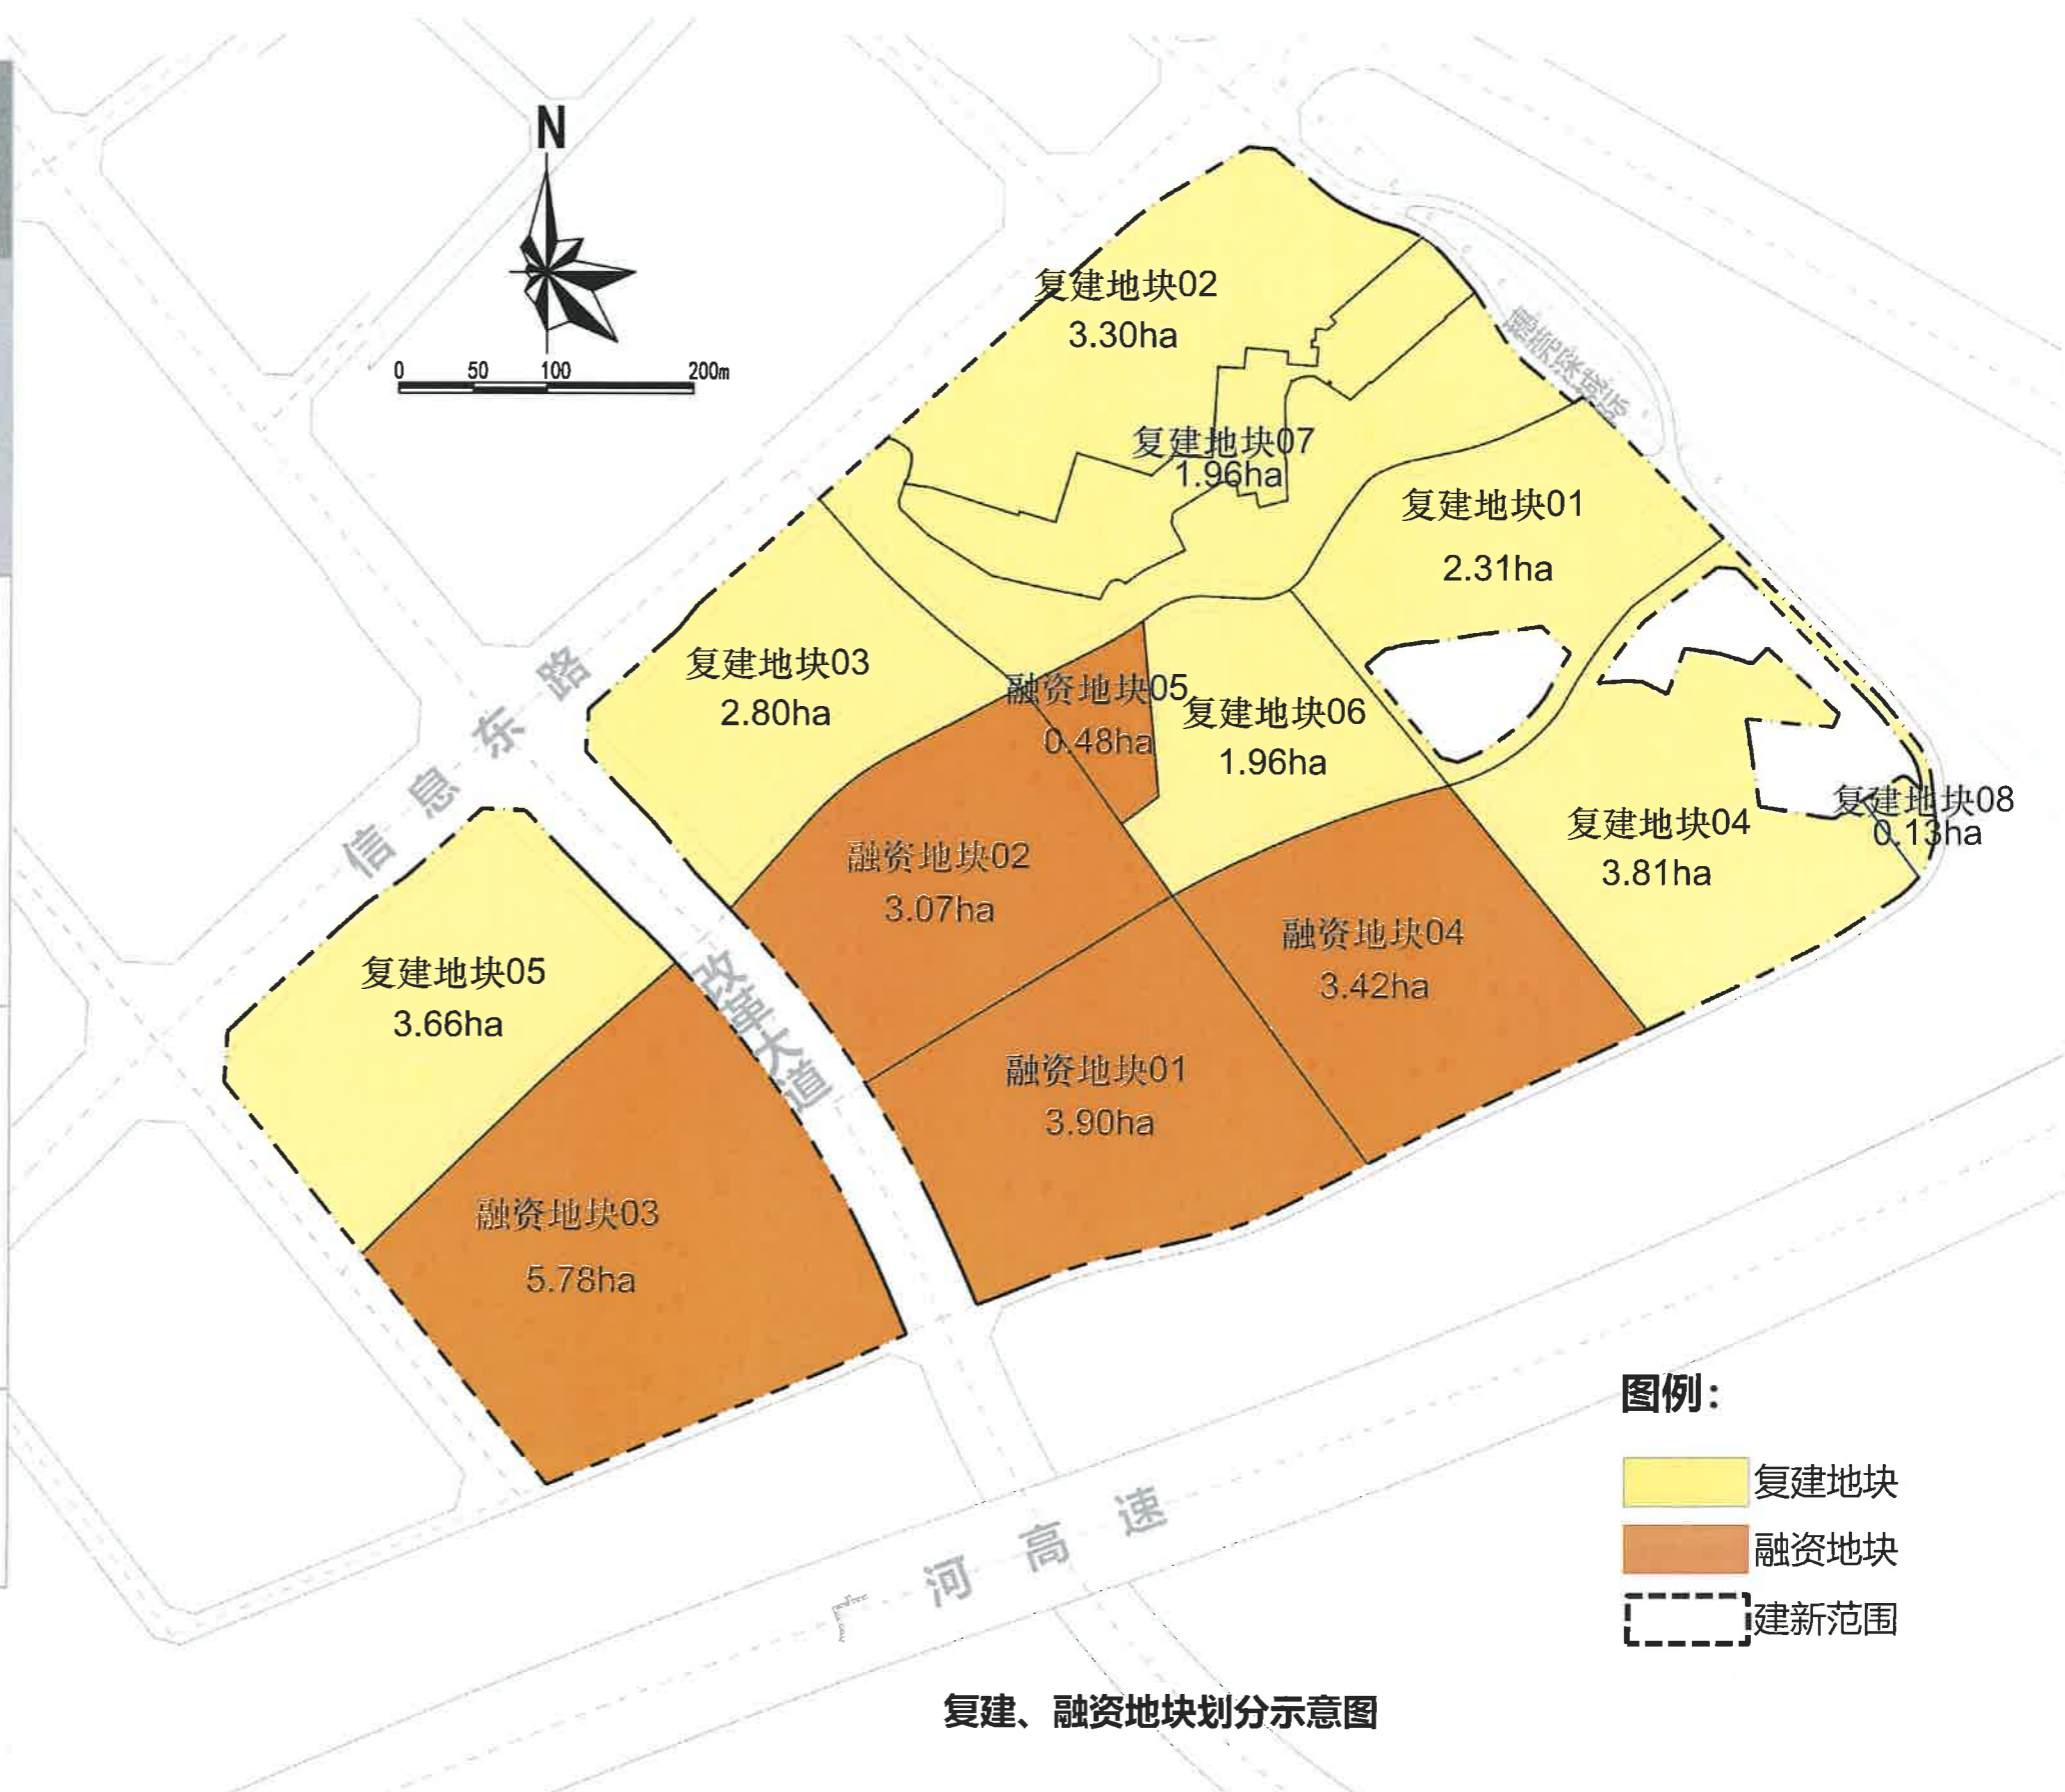 N
0 50 100 200m
复建地块02
3.30ha
复建地块07
1.96ha
复建地块01
2.31ha
复建地块03
2.80ha
融资地块05
0.48ha
复建地块06
1.96ha
复建地块08
0.13ha
复建地块04
3.81ha
融资地块02
3.07ha
融资地块04
3.42ha
复建地块05
3.66ha
融资地块01
3.90ha
融资地块03
5.78ha
信息东路
改革大道
河高速
图例：
复建地块
融资地块
建新范围
复建、融资地块划分示意图